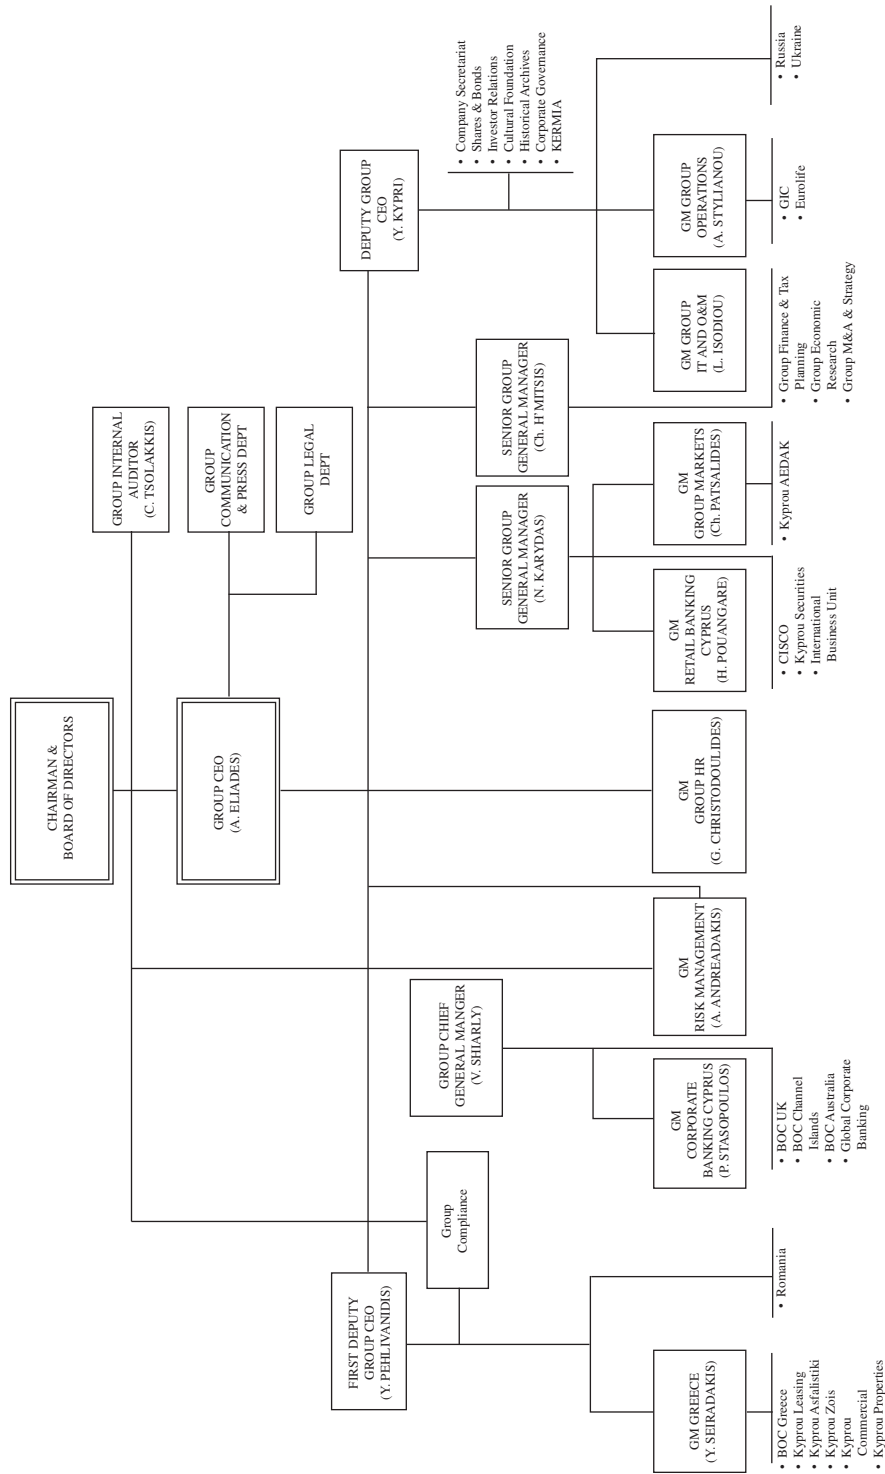 CHAIRMAN &
BOARD OF DIRECTORS
GROUP INTERNAL
AUDITOR
(C. TSOLAKKIS)
GROUP CEO
(A. ELIADES)
GROUP
COMMUNICATION
& PRESS DEPT
GROUP LEGAL
DEPT
FIRST DEPUTY
GROUP CEO
(Y. PEHLIVANIDIS)
DEPUTY GROUP
CEO
(Y. KYPRI)
Group
Compliance
GROUP CHIEF
GENERAL MANGER
(V. SHIARLY)
SENIOR GROUP
GENERAL MANAGER
(N. KARYDAS)
SENIOR GROUP
GENERAL MANAGER
(Ch. H'MITSIS)
• Company Secretariat
• Shares & Bonds
• Investor Relations
• Cultural Foundation
• Historical Archives
• Corporate Governance
• KERMIA
GM GREECE
(Y. SEIRADAKIS)
GM
CORPORATE
BANKING CYPRUS
(P. STASOPOULOS)
GM
RISK MANAGEMENT
(A. ANDREADAKIS)
GM
GROUP HR
(G. CHRISTODOULIDES)
GM
RETAIL BANKING
CYPRUS
(H. POUANGARE)
GM
GROUP MARKETS
(Ch. PATSALIDES)
GM GROUP
IT AND O&M
(L. ISODIOU)
GM GROUP
OPERATIONS
(A. STYLIANOU)
• BOC Greece
• Kyprou Leasing
• Kyprou Asfalistiki
• Kyprou Zois
• Kyprou
Commercial
• Kyprou Properties
• Romania
• BOC UK
• BOC Channel
Islands
• BOC Australia
• Global Corporate
Banking
• CISCO
• Kyprou Securities
• International
Business Unit
• Kyprou AEDAK
• Group Finance & Tax
Planning
• Group Economic
Research
• Group M&A & Strategy
• GIC
• Eurolife
• Russia
• Ukraine